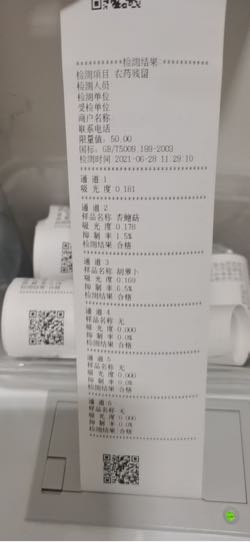 **********检测结果**********
检测项目 农药残留
检测人员
检测单位
受检单位
商户名称
联系电话
限量值: 50.00
国标: GB/T5009.199-2003
检测时间 2021-06-28 11:29:10
通道 1
吸光度 0.181
通道 2
样品名称 杏鲍菇
吸光度 0.178
抑制率 1.5%
检测结果 合格
通道 3
样品名称 胡萝卜
吸光度 0.169
抑制率 6.5%
检测结果 合格
通道 4
样品名称 无
吸光度 0.000
抑制率 0.0%
检测结果 合格
通道 5
样品名称 无
吸光度 0.000
抑制率 0.0%
检测结果 合格
通道 6
样品名称 无
吸光度 0.000
抑制率 0.0%
检测结果 合格